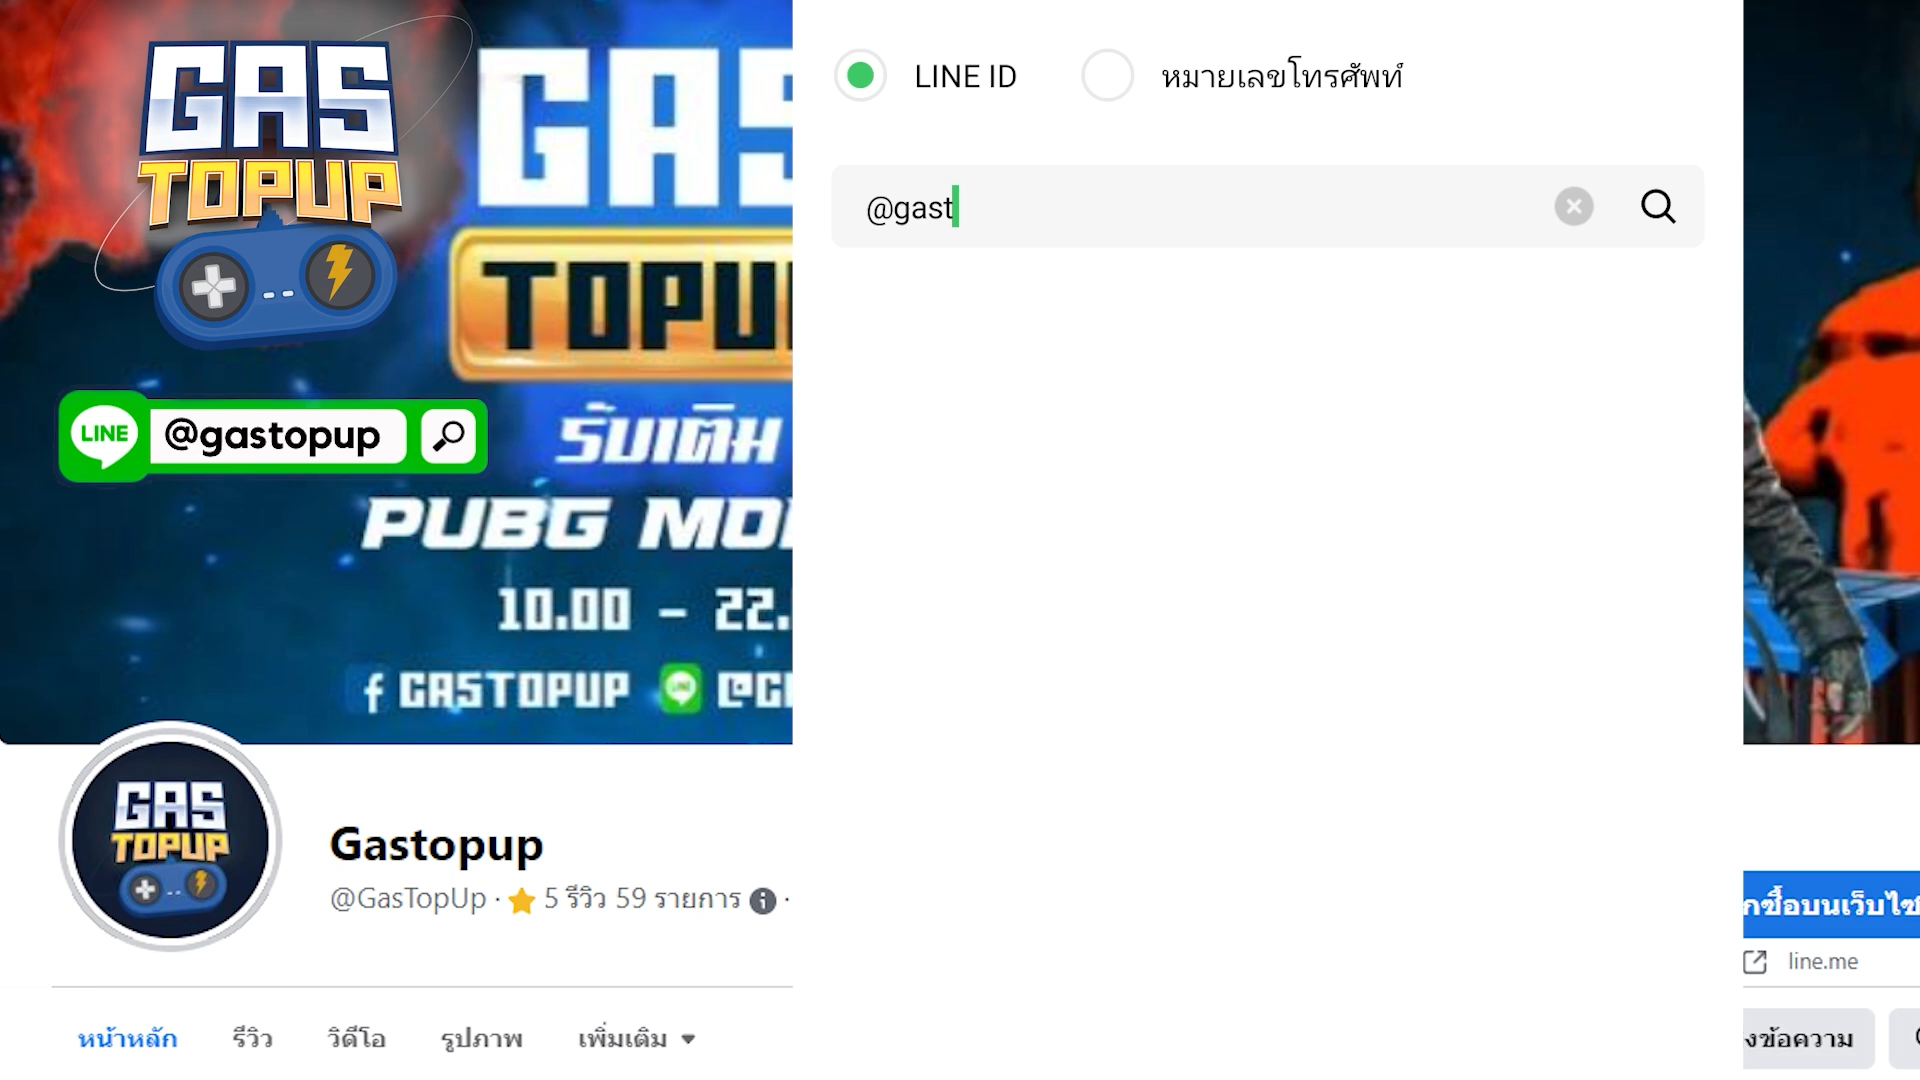 GAS
TOPUP
LINE
@gastopup
GAS
รับเติม
PUBG
10.00 - 22.
GASTOPUP
GAS
TOPUP
Gastopup
@GasTopUp · 5 รีวิว 59 รายการ ·
หน้าหลัก
รีวิว
วิดีโอ
รูปภาพ
เพิ่มเติม
LINE ID
หมายเลขโทรศัพท์
@gast
line.me